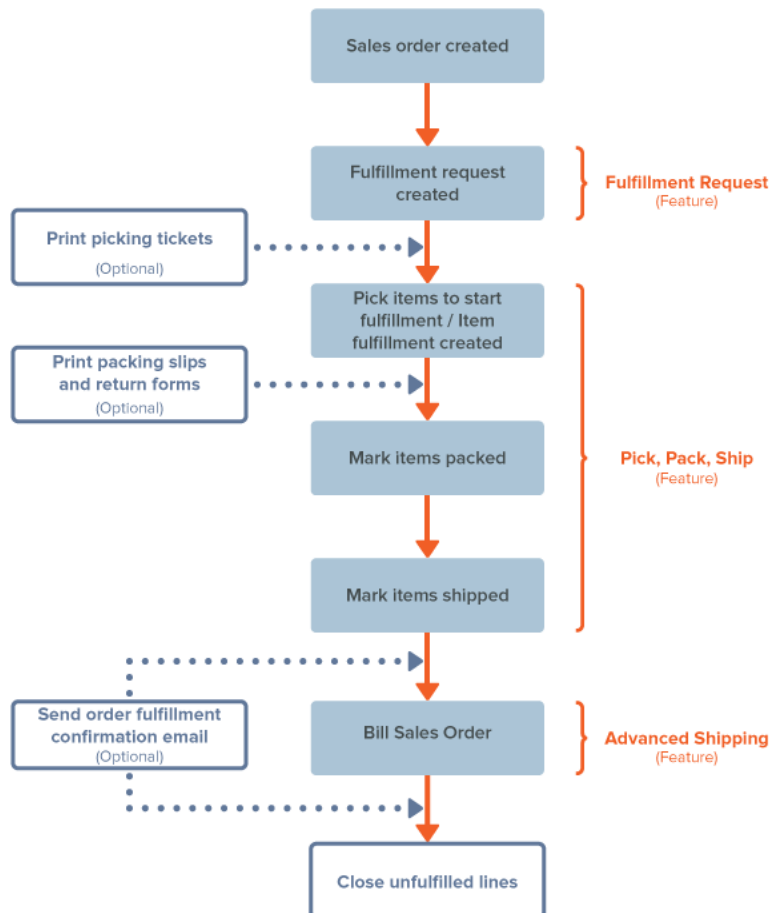 Sales order created
Fulfillment request
created
Fulfillment Request
(Feature)
Print picking tickets
(Optional)
Pick items to start
fulfillment / Item
fulfillment created
Print packing slips
and return forms
(Optional)
Mark items packed
Pick, Pack, Ship
(Feature)
Mark items shipped
Send order fulfillment
confirmation email
(Optional)
Bill Sales Order
Advanced Shipping
(Feature)
Close unfulfilled lines